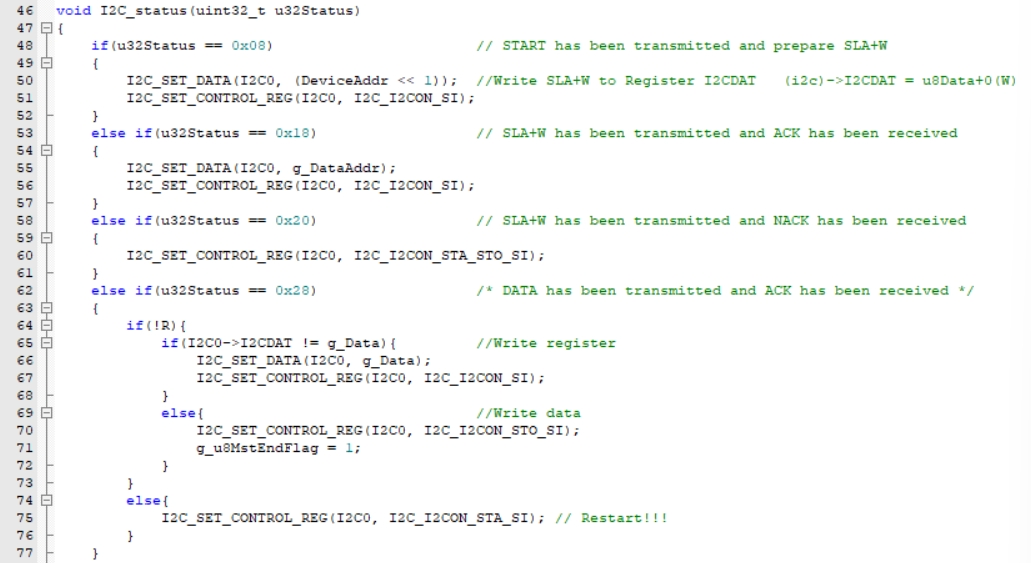 46 void I2C_status(uint32_t u32Status)
47 {
48 if(u32Status == 0x08) // START has been transmitted and prepare SLA+W
49 {
50 I2C_SET_DATA(I2C0, (DeviceAddr << 1)); //Write SLA+W to Register I2CDAT (i2c)->I2CDAT = u8Data+0(W)
51 I2C_SET_CONTROL_REG(I2C0, I2C_I2CON_SI);
52 }
53 else if(u32Status == 0x18) // SLA+W has been transmitted and ACK has been received
54 {
55 I2C_SET_DATA(I2C0, g_DataAddr);
56 I2C_SET_CONTROL_REG(I2C0, I2C_I2CON_SI);
57 }
58 else if(u32Status == 0x20) // SLA+W has been transmitted and NACK has been received
59 {
60 I2C_SET_CONTROL_REG(I2C0, I2C_I2CON_STA_STO_SI);
61 }
62 else if(u32Status == 0x28) /* DATA has been transmitted and ACK has been received */
63 {
64 if(!R){
65 if(I2C0->I2CDAT != g_Data){ //Write register
66 I2C_SET_DATA(I2C0, g_Data);
67 I2C_SET_CONTROL_REG(I2C0, I2C_I2CON_SI);
68 }
69 else{ //Write data
70 I2C_SET_CONTROL_REG(I2C0, I2C_I2CON_STO_SI);
71 g_u8MstEndFlag = 1;
72 }
73 }
74 else{
75 I2C_SET_CONTROL_REG(I2C0, I2C_I2CON_STA_SI); // Restart!!!
76 }
77 }